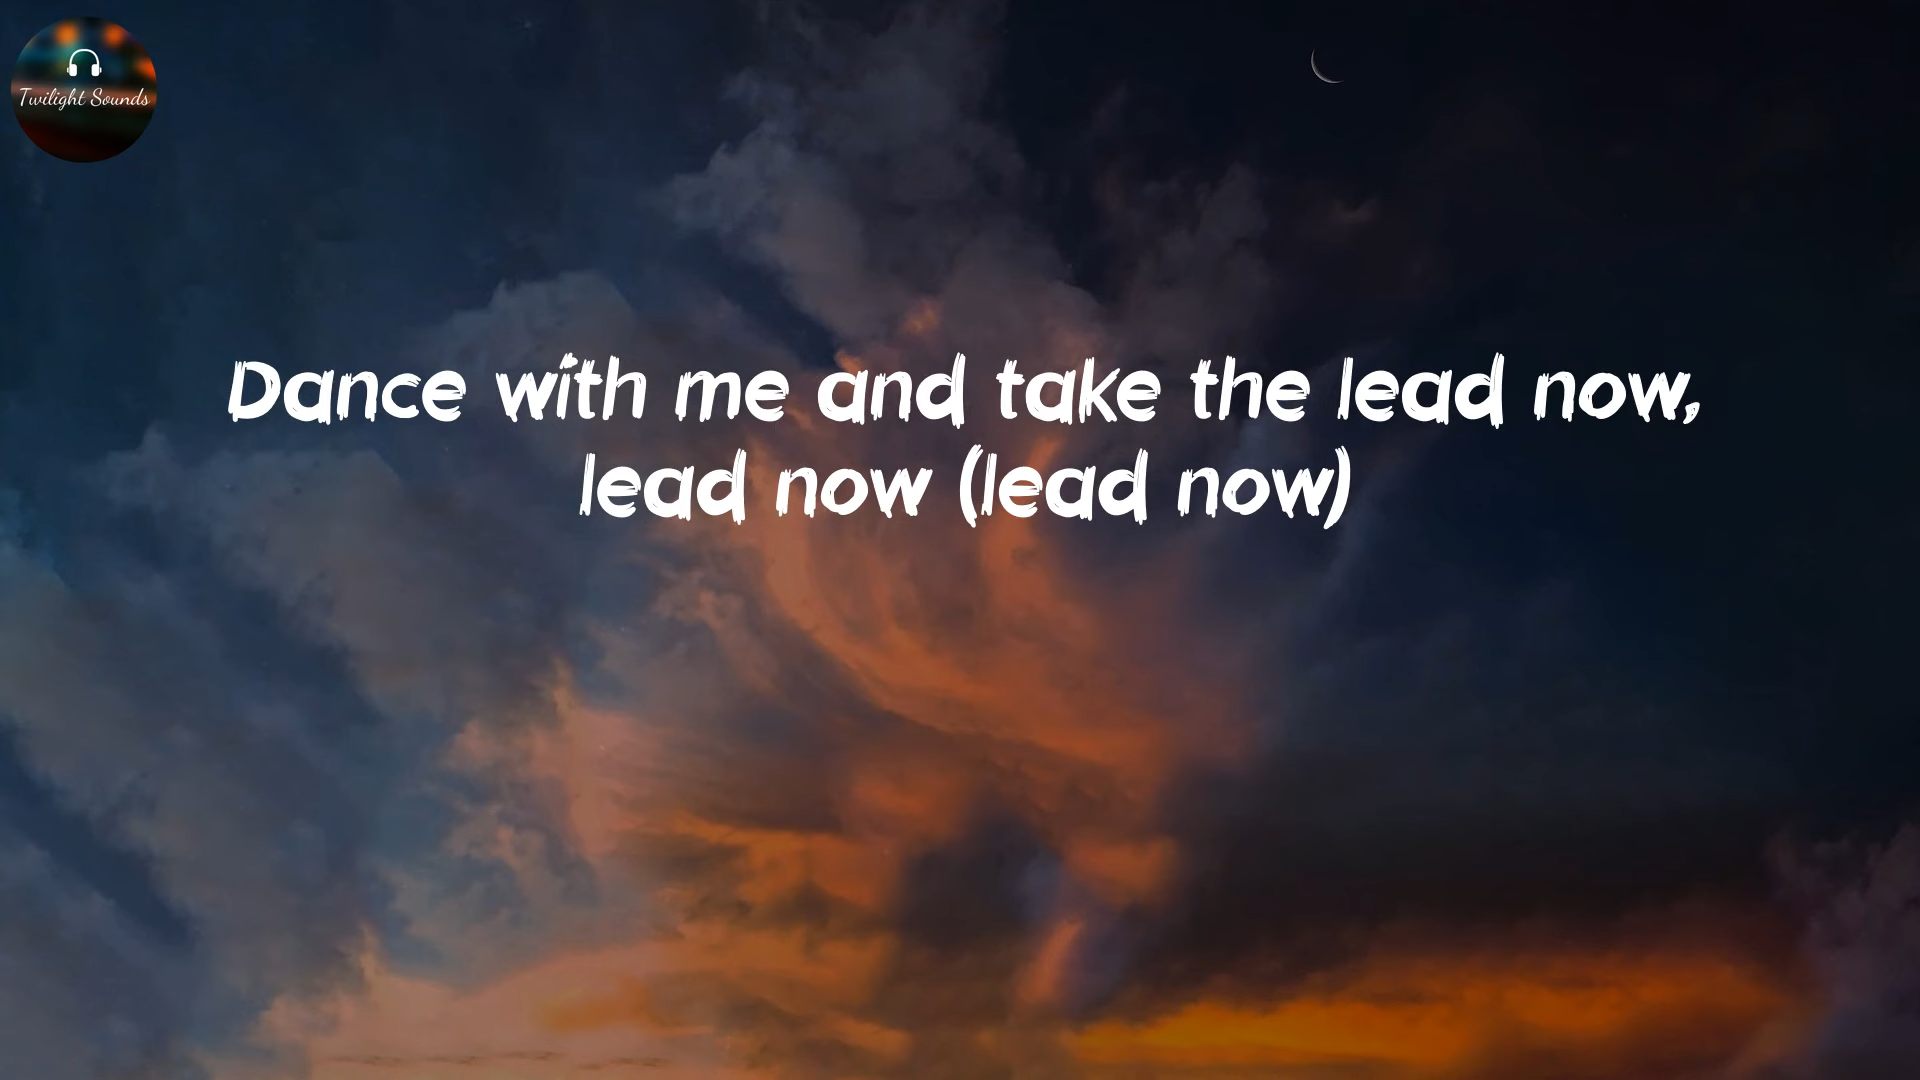 Twilight Sounds
Dance with me and take the lead now,
lead now (lead now)